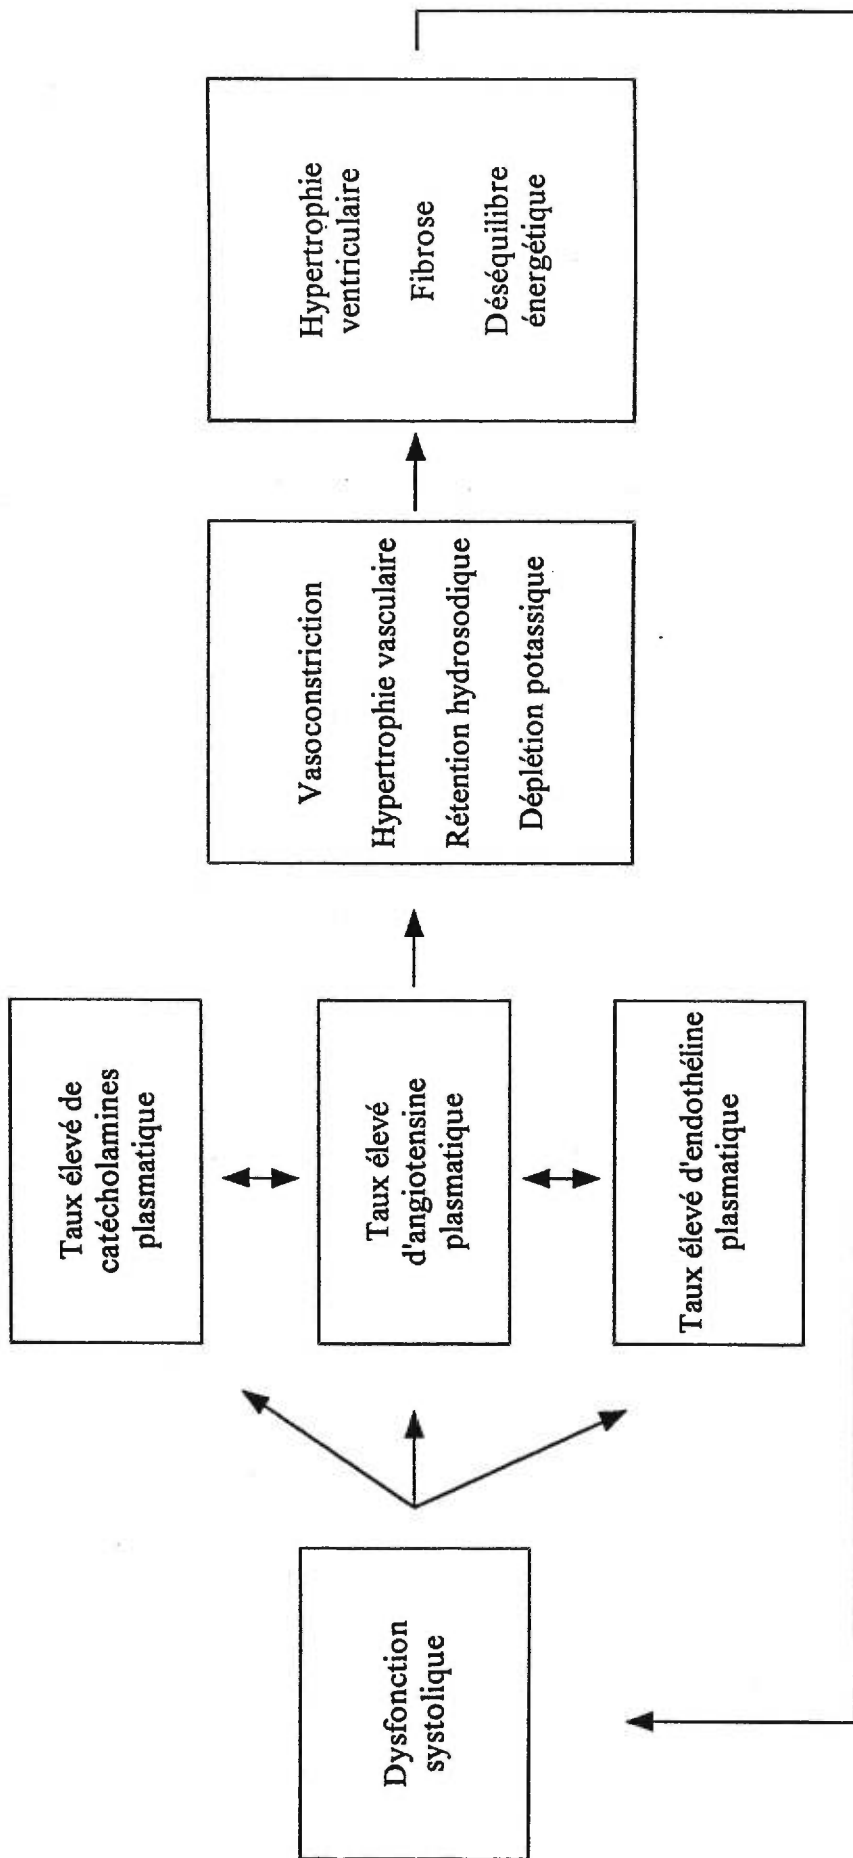 Dysfonction
systolique
Taux élevé de
catécholamines
plasmatique
Taux élevé
d'angiotensine
plasmatique
Taux élevé d'endothéline
plasmatique
Vasoconstriction
Hypertrophie vasculaire
Rétention hydrosodique
Déplétion potassique
Hypertrophie
ventriculaire
Fibrose
Déséquilibre
énergétique